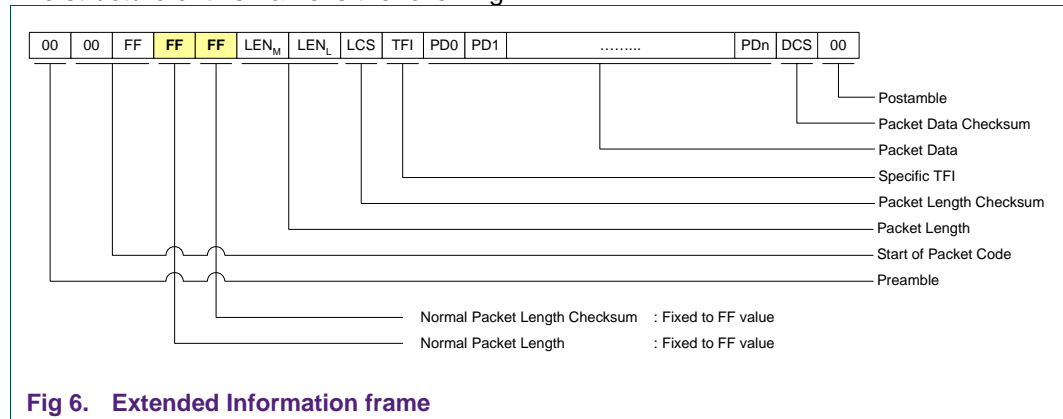 00 00 FF FF FF LENM LENL LCS TFI PD0 PD1 ......... PDn DCS 00
Postamble
Packet Data Checksum
Packet Data
Specific TFI
Packet Length Checksum
Packet Length
Start of Packet Code
Preamble
Normal Packet Length Checksum : Fixed to FF value
Normal Packet Length : Fixed to FF value
Fig 6. Extended Information frame